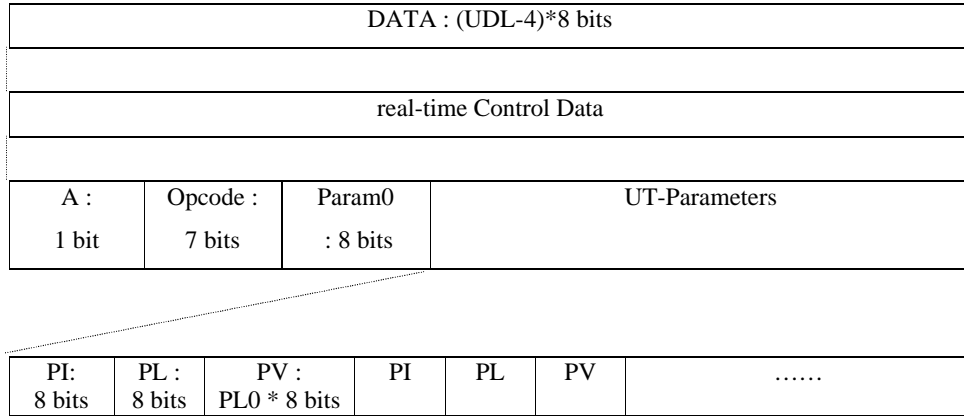 DATA : (UDL-4)*8 bits
real-time Control Data
A :
1 bit
Opcode :
7 bits
Param0
: 8 bits
UT-Parameters
PI:
8 bits
PL :
8 bits
PV :
PL0 * 8 bits
PI
PL
PV
……